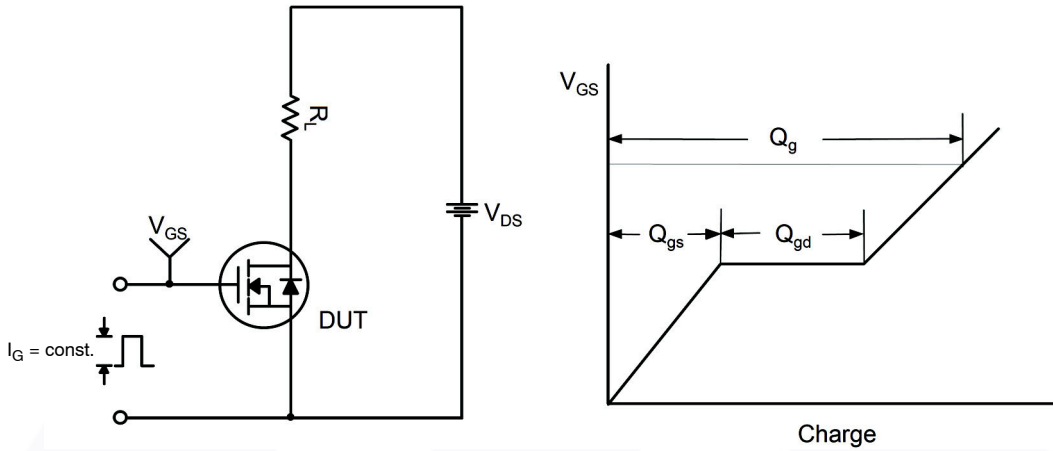 R_L
V_GS
V_DS
DUT
I_G = const.
V_GS
Q_g
Q_gs
Q_gd
Charge